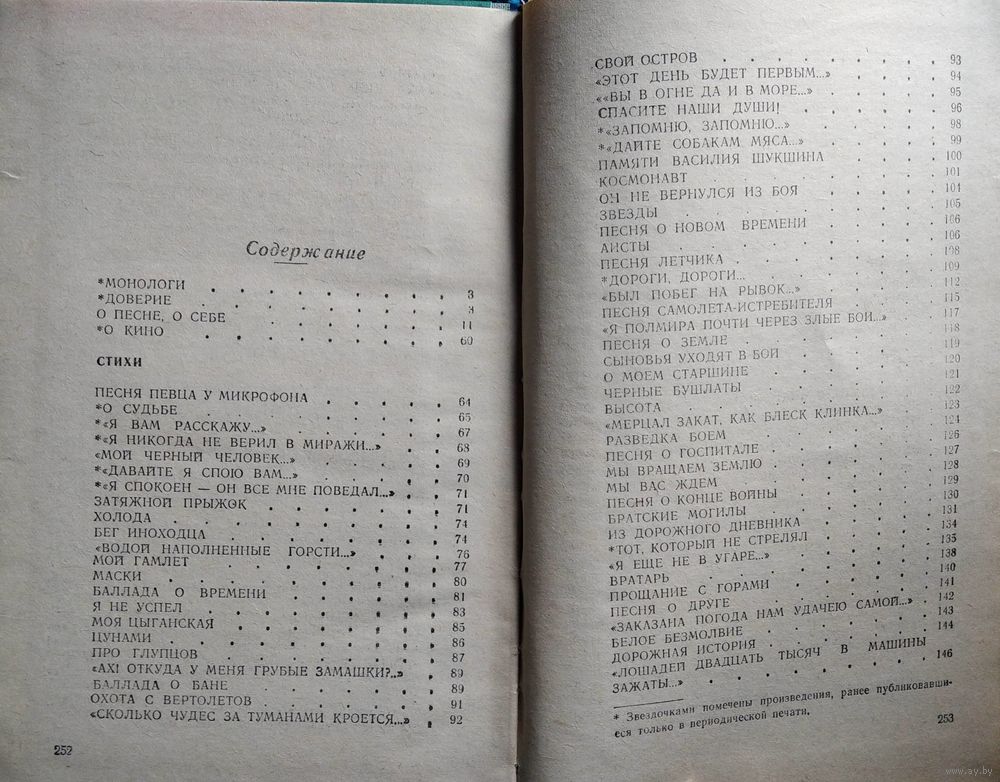 Содержание
*МОНОЛОГИ . . . . . . . . . 3
*ДОВЕРИЕ . . . . . . . . . 3
О ПЕСНЕ, О СЕБЕ . . . . . . . 11
*О КИНО . . . . . . . . . 60
СТИХИ
ПЕСНЯ ПЕВЦА У МИКРОФОНА . . . . . 64
*О СУДЬБЕ . . . . . . . . . 65
*«Я ВАМ РАССКАЖУ...» . . . . . . 67
*«Я НИКОГДА НЕ ВЕРИЛ В МИРАЖИ...» . . . 68
«МОЙ ЧЕРНЫЙ ЧЕЛОВЕК...» . . . . . 69
*«ДАВАЙТЕ Я СПОЮ ВАМ...» . . . . . 70
*«Я СПОКОЕН — ОН ВСЕ МНЕ ПОВЕДАЛ...» . . . 71
ЗАТЯЖНОЙ ПРЫЖОК . . . . . . . 71
ХОЛОДА . . . . . . . . . 74
БЕГ ИНОХОДЦА . . . . . . . . 74
«ВОДОЙ НАПОЛНЕННЫЕ ГОРСТИ...» . . . . 76
МОЙ ГАМЛЕТ . . . . . . . . 77
МАСКИ . . . . . . . . . 80
БАЛЛАДА О ВРЕМЕНИ . . . . . . 81
Я НЕ УСПЕЛ . . . . . . . . 83
МОЯ ЦЫГАНСКАЯ . . . . . . . 85
ЦУНАМИ . . . . . . . . . 86
ПРО ГЛУПЦОВ . . . . . . . . 87
«АХ! ОТКУДА У МЕНЯ ГРУБЫЕ ЗАМАШКИ?..» . . 89
БАЛЛАДА О БАНЕ . . . . . . . 89
ОХОТА С ВЕРТОЛЕТОВ . . . . . . 91
«СКОЛЬКО ЧУДЕС ЗА ТУМАНАМИ КРОЕТСЯ...» . 92
252
СВОЙ ОСТРОВ . . . . . . . . 93
«ЭТОТ ДЕНЬ БУДЕТ ПЕРВЫМ...» . . . . 94
««ВЫ В ОГНЕ ДА И В МОРЕ...» . . . . . 95
СПАСИТЕ НАШИ ДУШИ! . . . . . . 96
*«ЗАПОМНЮ, ЗАПОМНЮ...» . . . . . 98
*«ДАЙТЕ СОБАКАМ МЯСА...» . . . . . 99
ПАМЯТИ ВАСИЛИЯ ШУКШИНА . . . . 100
КОСМОНАВТ . . . . . . . . 101
ОН НЕ ВЕРНУЛСЯ ИЗ БОЯ . . . . . 104
ЗВЕЗДЫ . . . . . . . . . 105
ПЕСНЯ О НОВОМ ВРЕМЕНИ . . . . . 106
АИСТЫ . . . . . . . . . 106
ПЕСНЯ ЛЕТЧИКА . . . . . . . 108
*ДОРОГИ, ДОРОГИ... . . . . . . 109
«БЫЛ ПОБЕГ НА РЫВОК...» . . . . . 112
ПЕСНЯ САМОЛЕТА-ИСТРЕБИТЕЛЯ . . . . 115
«Я ПОЛМИРА ПОЧТИ ЧЕРЕЗ ЗЛЫЕ БОИ...» . . 117
ПЕСНЯ О ЗЕМЛЕ . . . . . . . 118
СЫНОВЬЯ УХОДЯТ В БОЙ . . . . . 119
О МОЕМ СТАРШИНЕ . . . . . . 120
ЧЕРНЫЕ БУШЛАТЫ . . . . . . . 121
ВЫСОТА . . . . . . . . . 122
«МЕРЦАЛ ЗАКАТ, КАК БЛЕСК КЛИНКА...» . . 123
РАЗВЕДКА БОЕМ . . . . . . . 124
ПЕСНЯ О ГОСПИТАЛЕ . . . . . . 126
МЫ ВРАЩАЕМ ЗЕМЛЮ . . . . . . 127
МЫ ВАС ЖДЕМ . . . . . . . 128
ПЕСНЯ О КОНЦЕ ВОЙНЫ . . . . . 129
БРАТСКИЕ МОГИЛЫ . . . . . . 130
ИЗ ДОРОЖНОГО ДНЕВНИКА . . . . . 131
*ТОТ, КОТОРЫЙ НЕ СТРЕЛЯЛ . . . . . 134
«Я ЕЩЕ НЕ В УГАРЕ...» . . . . . 135
ВРАТАРЬ . . . . . . . . . 138
ПРОЩАНИЕ С ГОРАМИ . . . . . . 140
ПЕСНЯ О ДРУГЕ . . . . . . . 141
«ЗАКАЗАНА ПОГОДА НАМ УДАЧЕЮ САМОЙ...» . 142
БЕЛОЕ БЕЗМОЛВИЕ . . . . . . 143
ДОРОЖНАЯ ИСТОРИЯ . . . . . . 144
«ЛОШАДЕЙ ДВАДЦАТЬ ТЫСЯЧ В МАШИНЫ
ЗАЖАТЫ...» . . . . . . . . 146
* Звездочками помечены произведения, ранее публиковавши-
еся только в периодической печати.
253
www.ay.by